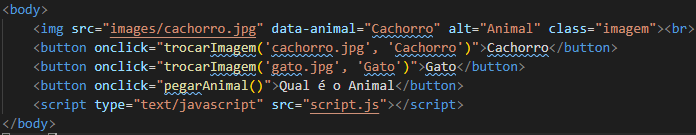 <body>
<img src="images/cachorro.jpg" data-animal="Cachorro" alt="Animal" class="imagem"><br>
<button onclick="trocarImagem('cachorro.jpg', 'Cachorro')">Cachorro</button>
<button onclick="trocarImagem('gato.jpg', 'Gato')">Gato</button>
<button onclick="pegarAnimal()">Qual é o Animal</button>
<script type="text/javascript" src="script.js"></script>
</body>